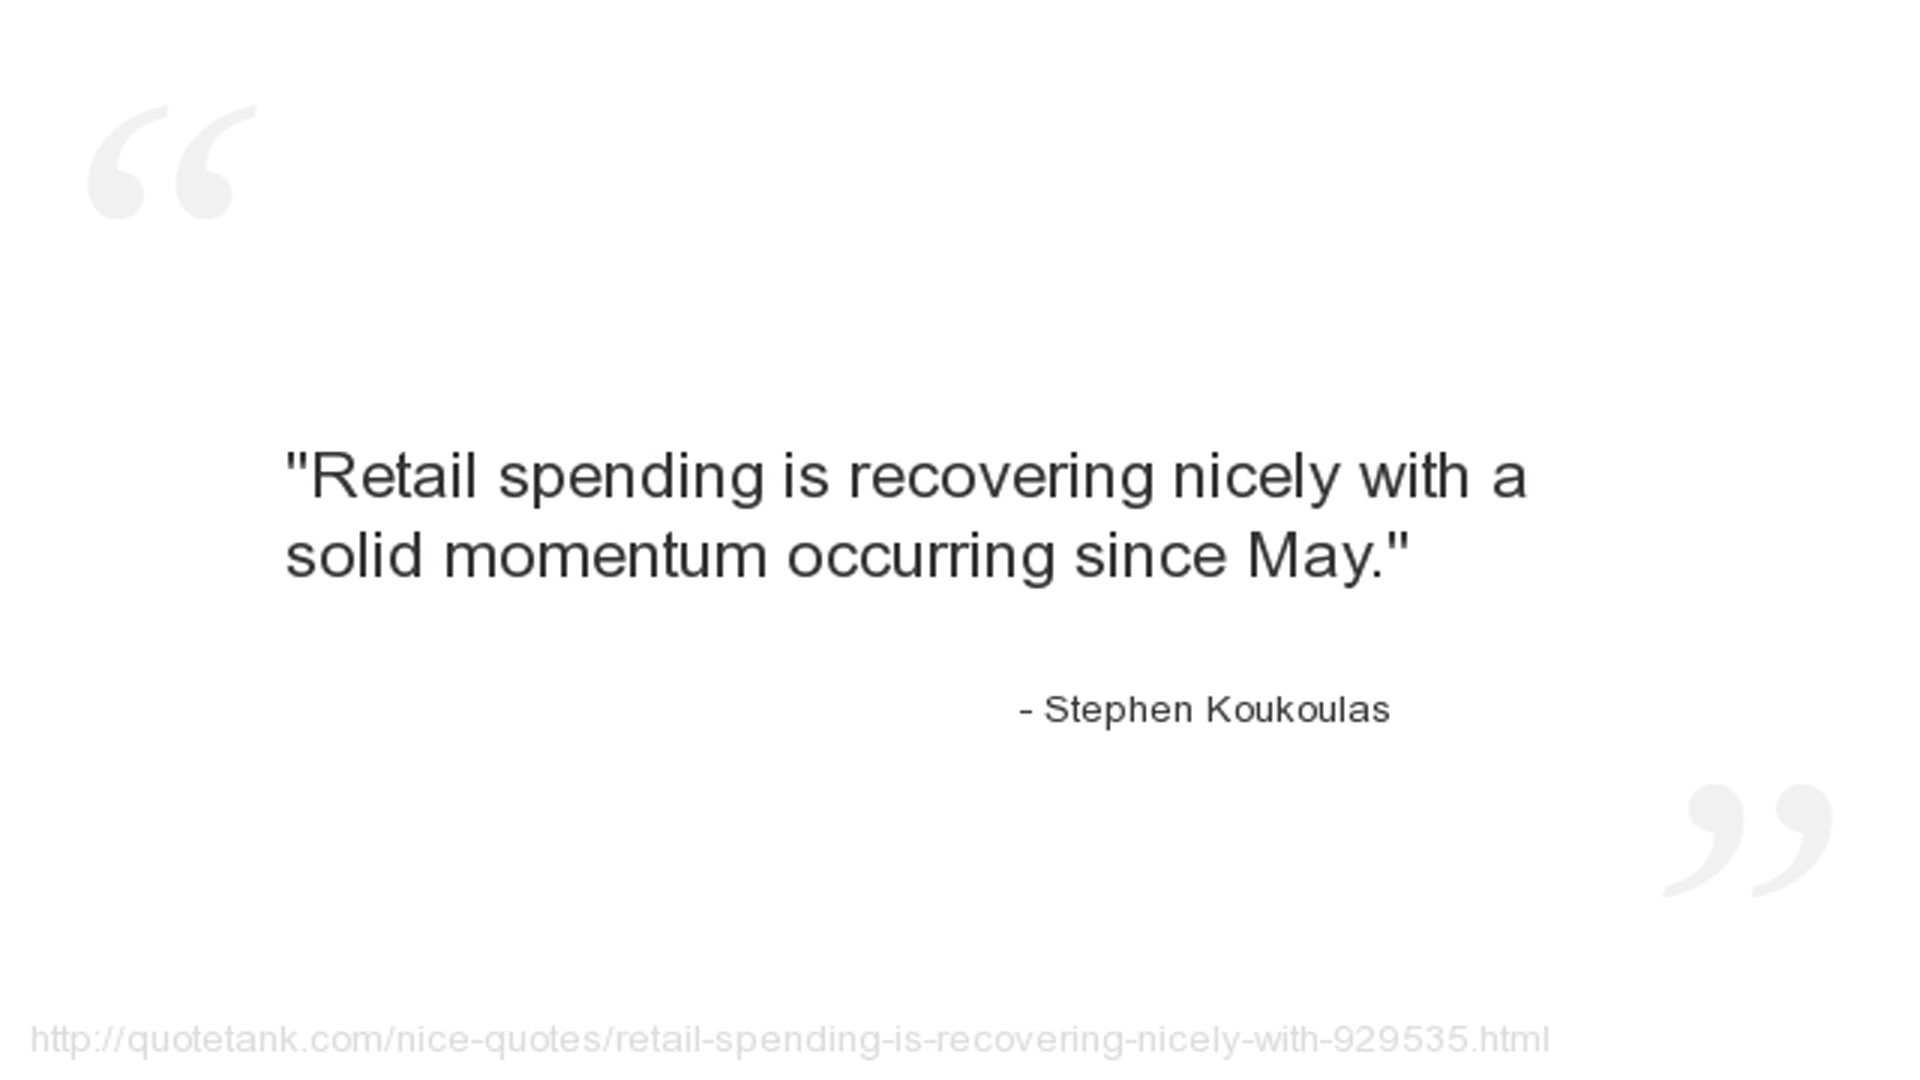 "Retail spending is recovering nicely with a
solid momentum occurring since May."
- Stephen Koukoulas
http://quotetank.com/nice-quotes/retail-spending-is-recovering-nicely-with-929535.html